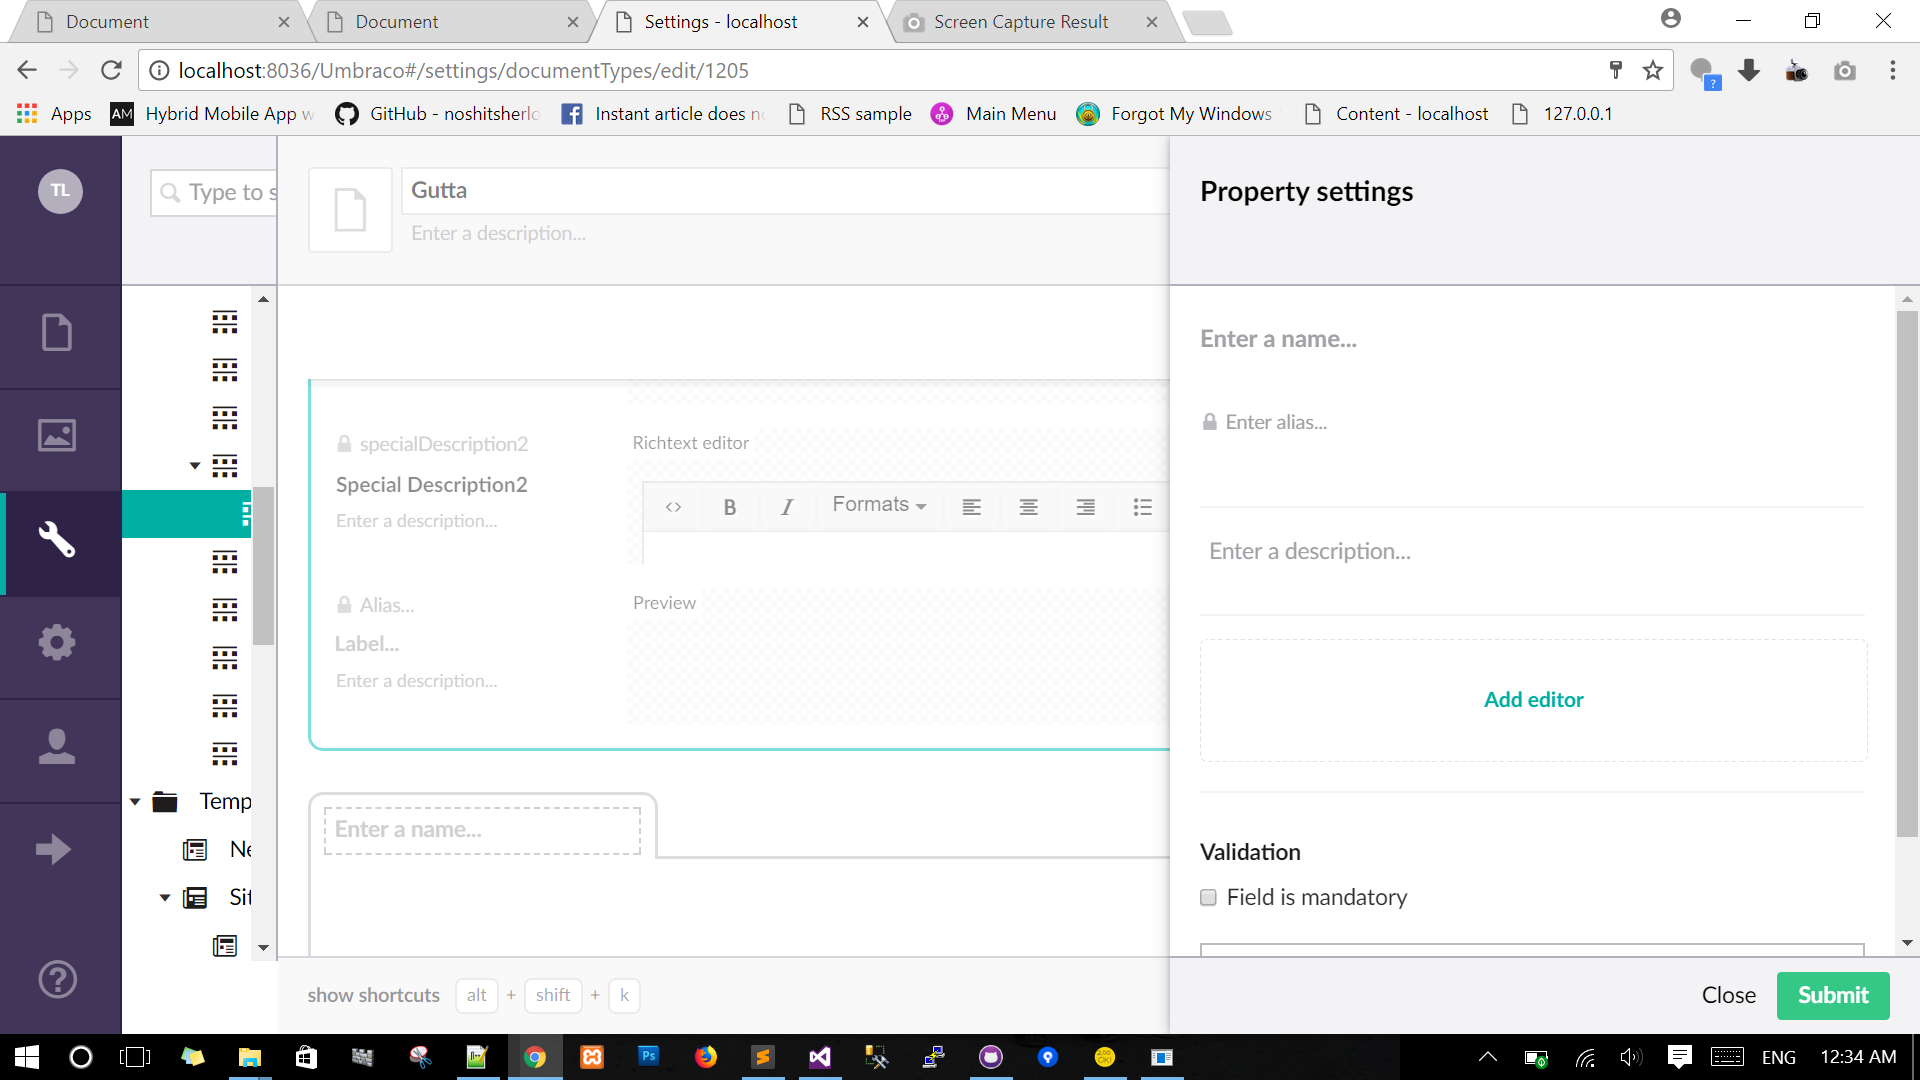 Document
Document
Settings - localhost
Screen Capture Result
localhost:8036/Umbraco#/settings/documentTypes/edit/1205
?
Apps
AM
Hybrid Mobile App w
GitHub - noshitsherlo
Instant article does no
RSS sample
Main Menu
Forgot My Windows
Content - localhost
127.0.0.1
TL
Type to s
Gutta
Enter a description...
Property settings
Enter a name...
Enter alias...
Enter a description...
Add editor
Validation
Field is mandatory
specialDescription2
Special Description2
Enter a description...
Richtext editor
<> B I Formats
Alias...
Label...
Enter a description...
Preview
Enter a name...
Temp
Ne
Sit
show shortcuts alt + shift + k
Close
Submit
Ps
ENG
12:34 AM